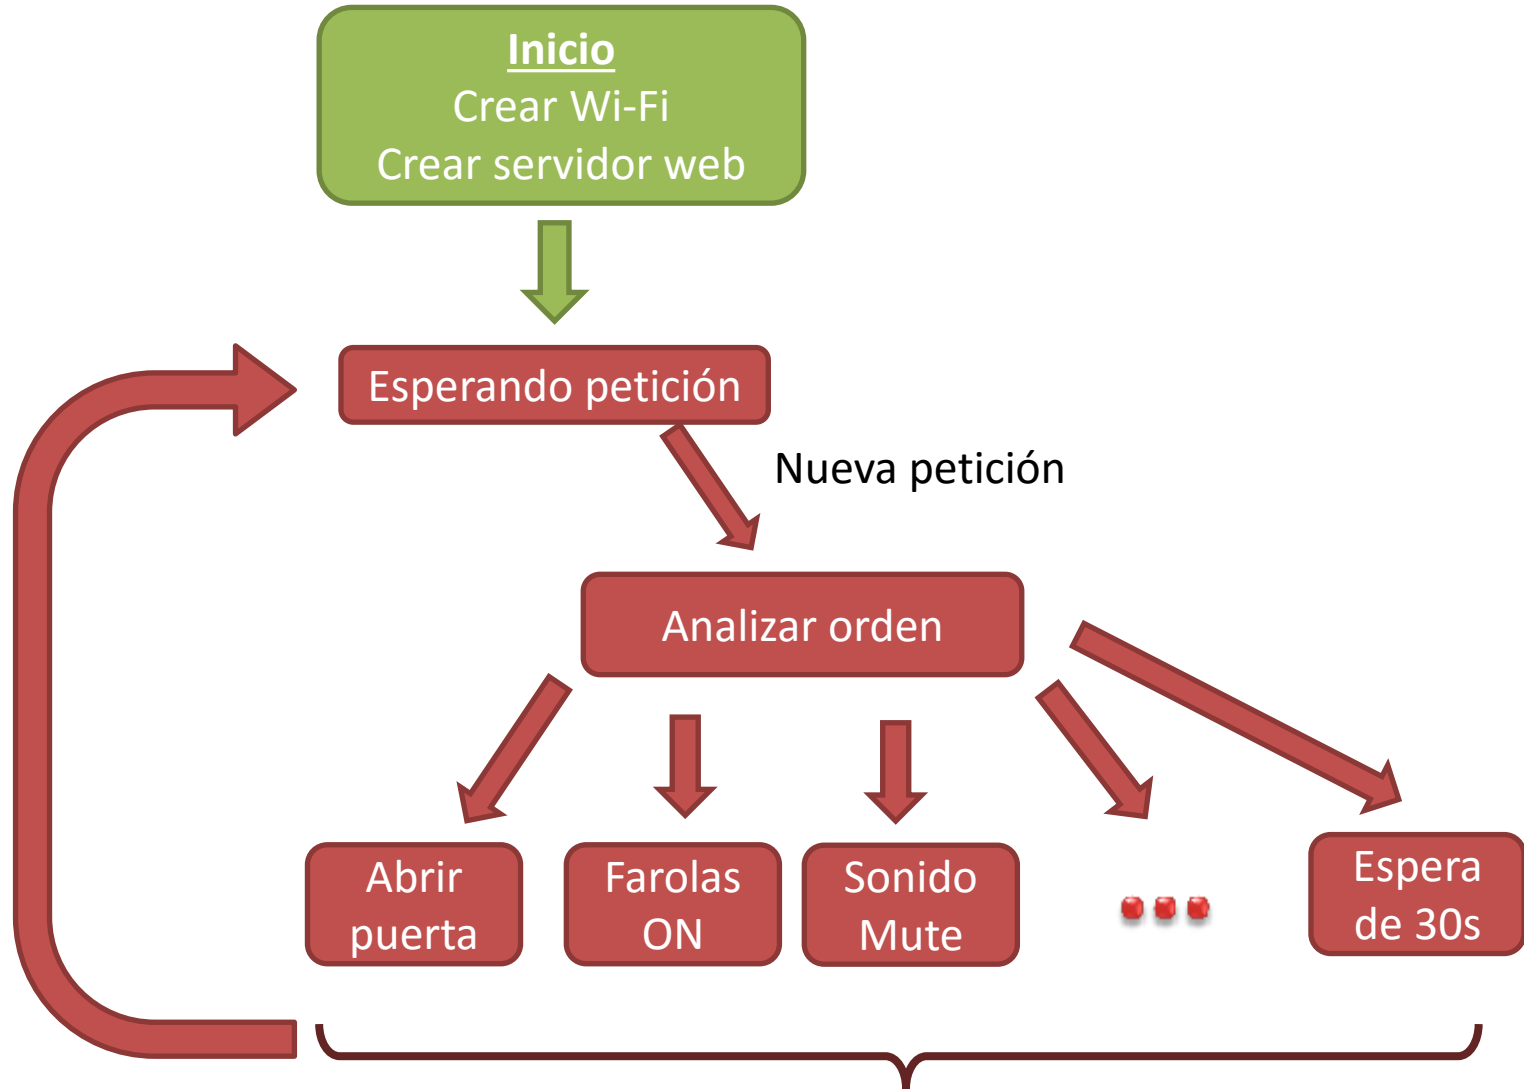 Inicio
Crear Wi-Fi
Crear servidor web
Esperando petición
Nueva petición
Analizar orden
Abrir
puerta
Farolas
ON
Sonido
Mute
Espera
de 30s